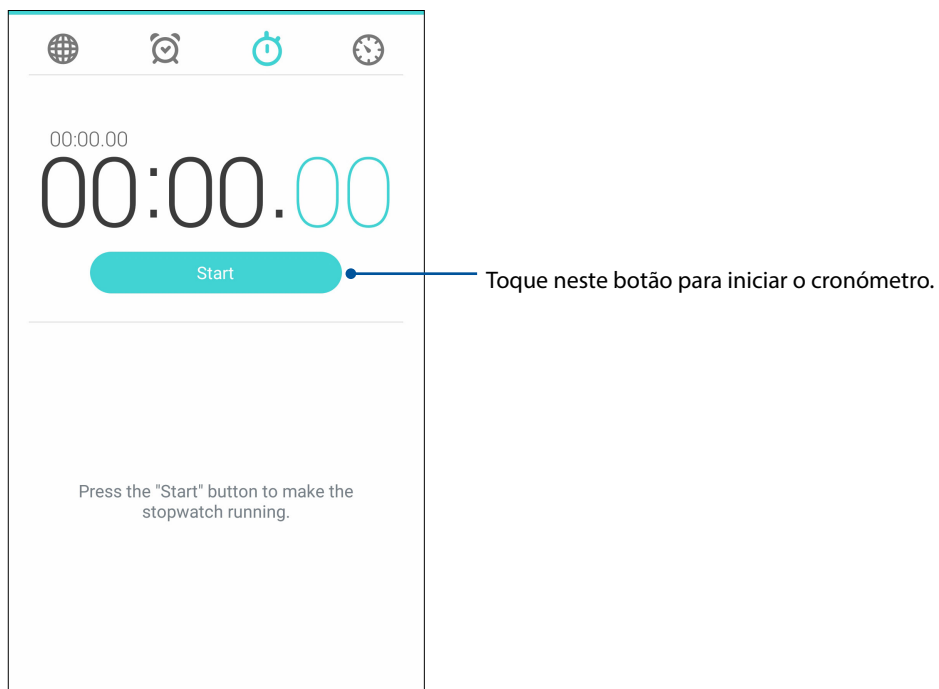 00:00.00
00:00.00
Start
Toque neste botão para iniciar o cronómetro.
Press the "Start" button to make the
stopwatch running.